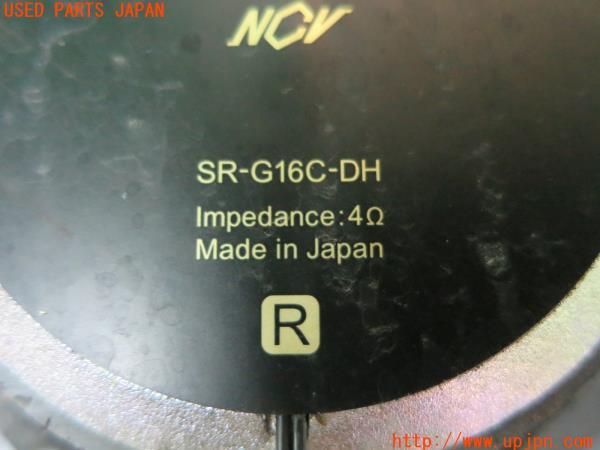 USED PARTS JAPAN
NCV
SR-G16C-DH
Impedance:4Ω
Made in Japan
R
http://www.upjpn.com